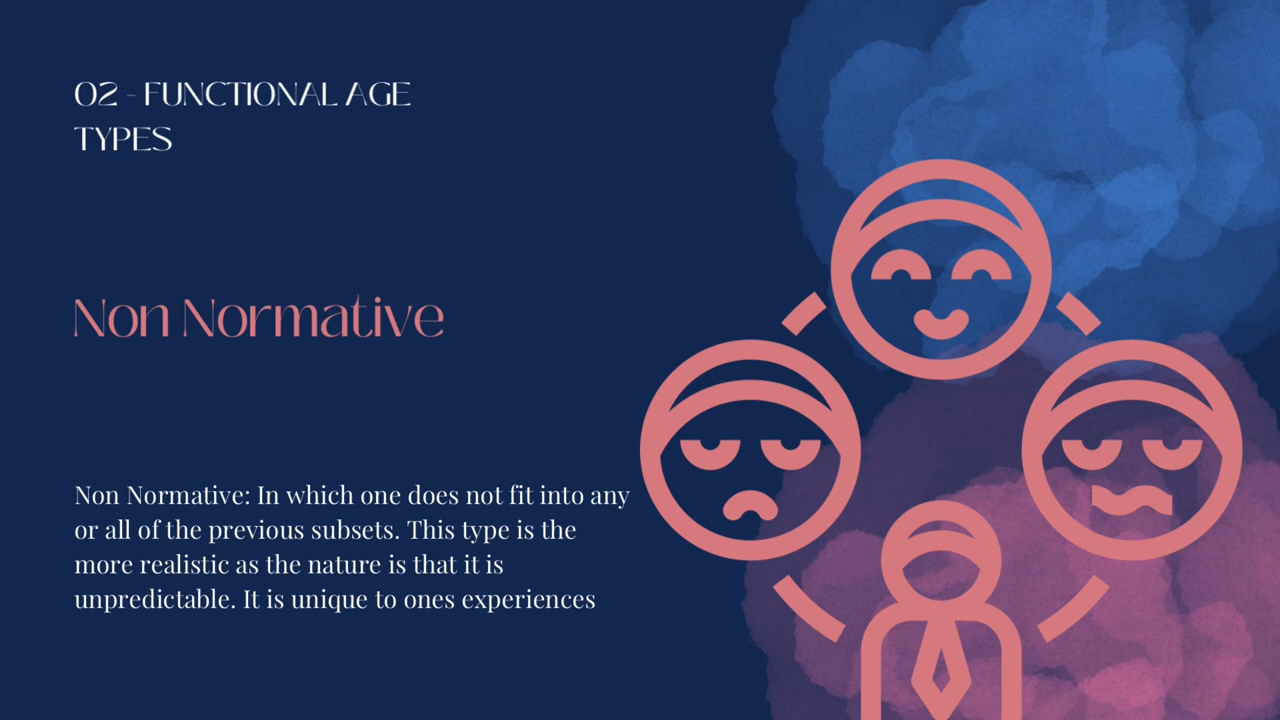 02 - FUNCTIONAL AGE
TYPES
Non Normative
Non Normative: In which one does not fit into any
or all of the previous subsets. This type is the
more realistic as the nature is that it is
unpredictable. It is unique to ones experiences